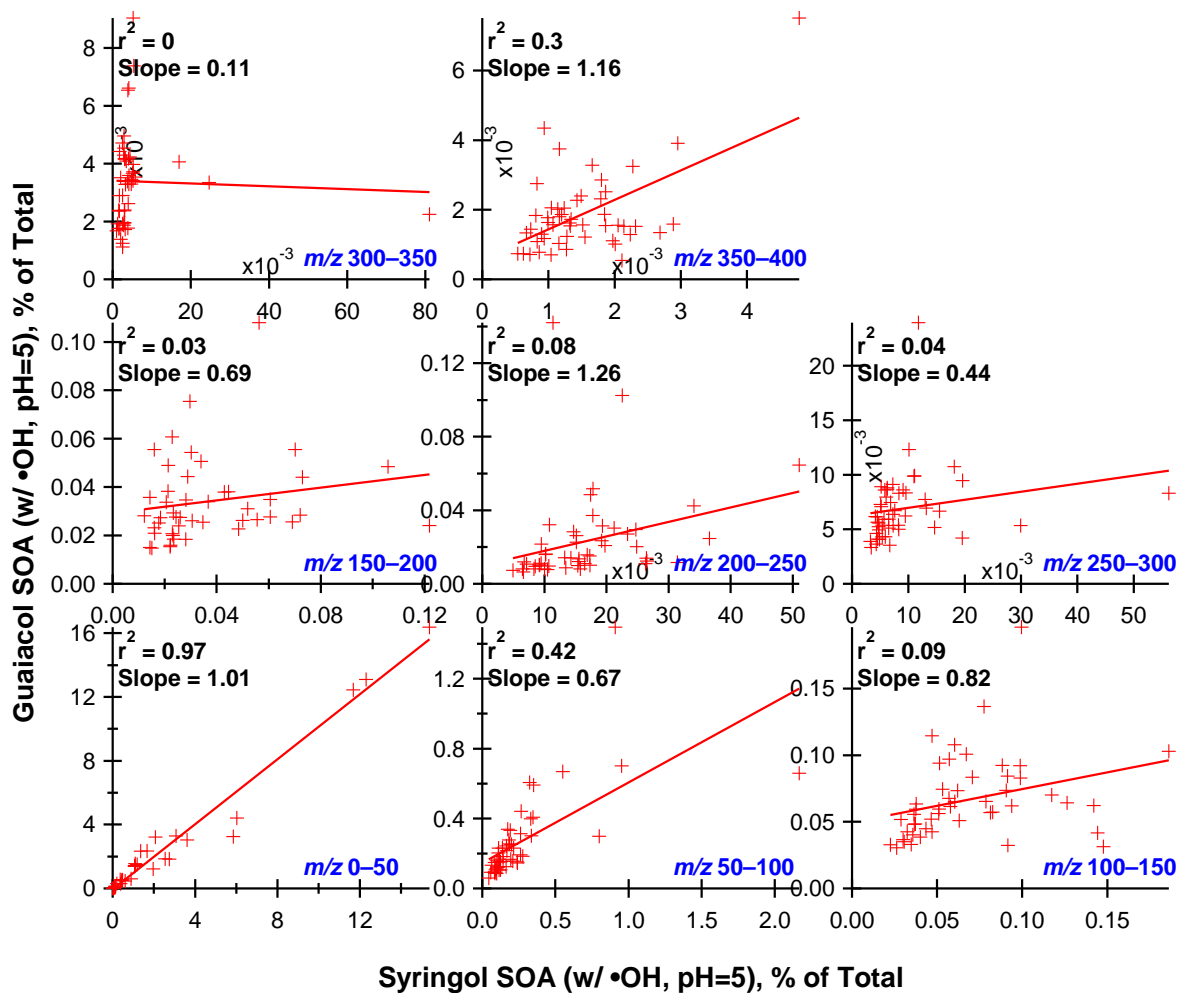 Guaiacol SOA (w/ •OH, pH=5), % of Total
r² = 0
Slope = 0.11
8
6
4
2
0
x10⁻³
x10⁻³
m/z 300–350
0 20 40 60 80
r² = 0.3
Slope = 1.16
6
4
2
0
x10⁻³
x10⁻³
m/z 350–400
0 1 2 3 4
r² = 0.03
Slope = 0.69
0.10
0.08
0.06
0.04
0.02
0.00
m/z 150–200
0.00 0.04 0.08 0.12
r² = 0.08
Slope = 1.26
0.12
0.08
0.04
0.00
x10⁻³
m/z 200–250
0 10 20 30 40 50
r² = 0.04
Slope = 0.44
20
15
10
5
0
x10⁻³
x10⁻³
m/z 250–300
0 10 20 30 40 50
r² = 0.97
Slope = 1.01
16
12
8
4
0
m/z 0–50
0 4 8 12
r² = 0.42
Slope = 0.67
1.2
0.8
0.4
0.0
m/z 50–100
0.0 0.5 1.0 1.5 2.0
r² = 0.09
Slope = 0.82
0.15
0.10
0.05
0.00
m/z 100–150
0.00 0.05 0.10 0.15
Syringol SOA (w/ •OH, pH=5), % of Total